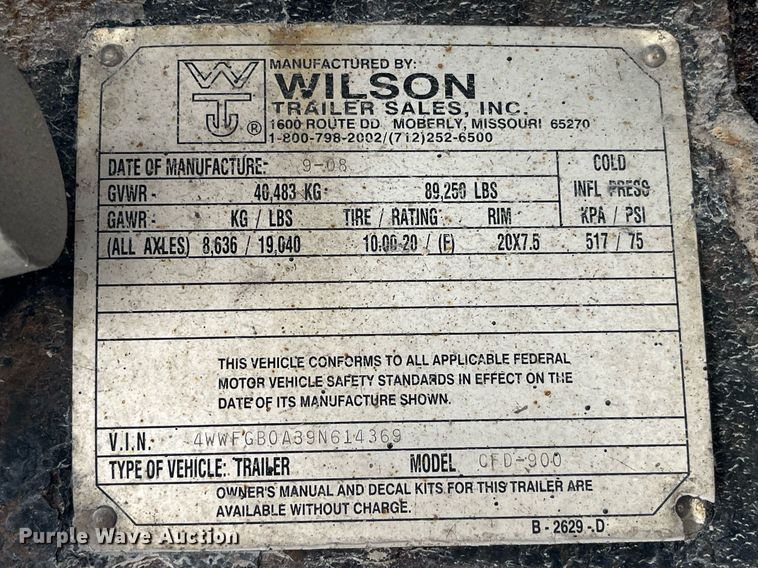 MANUFACTURED BY:
WT ® WILSON
TRAILER SALES, INC.
1600 ROUTE DD MOBERLY, MISSOURI 65270
1-800-798-2002/(712)252-6500
DATE OF MANUFACTURE: 9-08 COLD
GVWR - 40,483 KG 89,250 LBS INFL PRESS
GAWR: KG / LBS TIRE / RATING RIM KPA / PSI
(ALL AXLES) 8,636 / 19,040 10.00-20 / (F) 20X7.5 517 / 75
THIS VEHICLE CONFORMS TO ALL APPLICABLE FEDERAL
MOTOR VEHICLE SAFETY STANDARDS IN EFFECT ON THE
DATE OF ITS MANUFACTURE SHOWN.
V.I.N. 4WWFGB0A39N614369
TYPE OF VEHICLE: TRAILER MODEL CFD-900
OWNER'S MANUAL AND DECAL KITS FOR THIS TRAILER ARE
AVAILABLE WITHOUT CHARGE.
B - 2629 - D
Purple Wave Auction